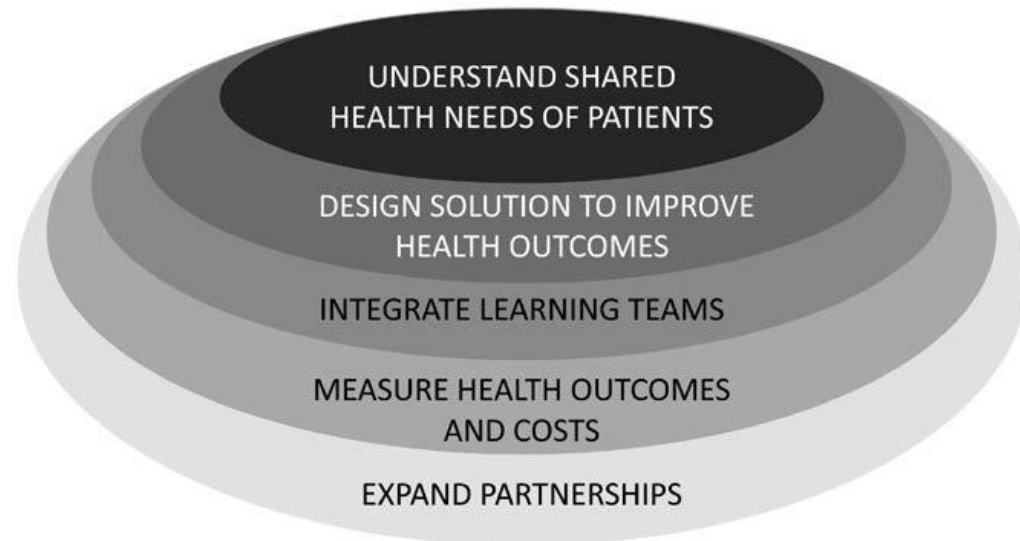 UNDERSTAND SHARED
HEALTH NEEDS OF PATIENTS
DESIGN SOLUTION TO IMPROVE
HEALTH OUTCOMES
INTEGRATE LEARNING TEAMS
MEASURE HEALTH OUTCOMES
AND COSTS
EXPAND PARTNERSHIPS